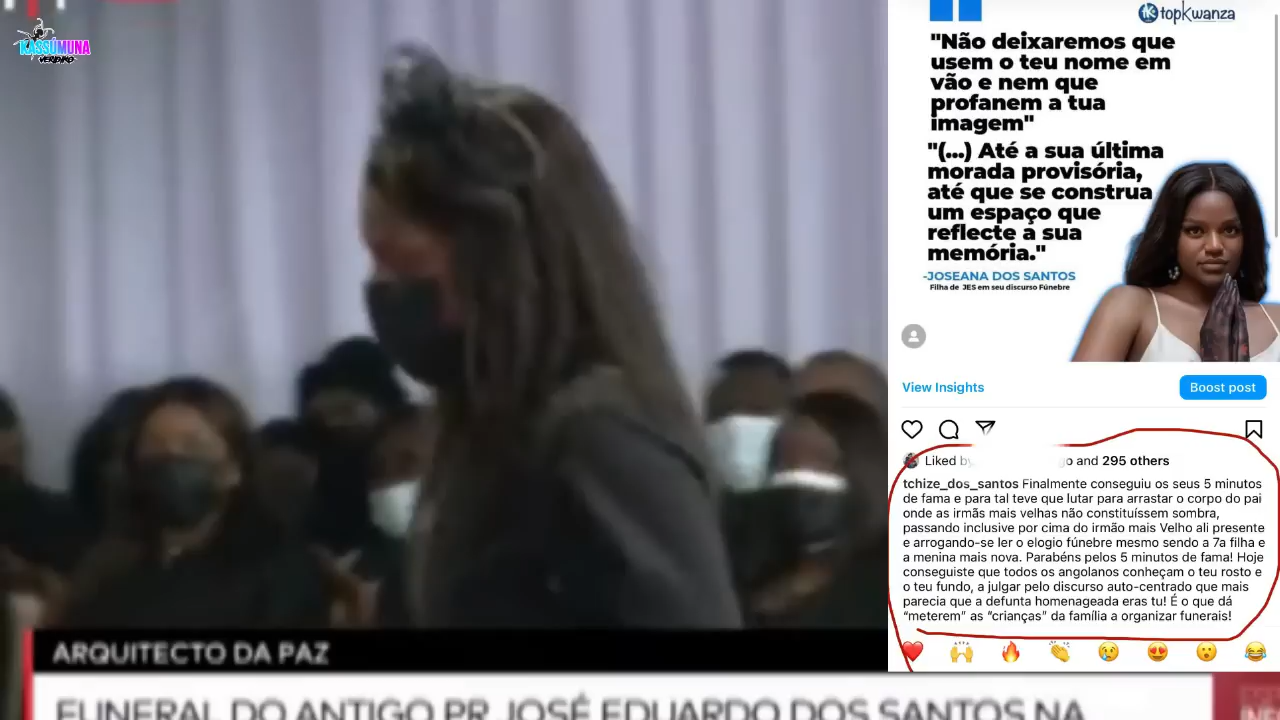 KASSÚMUNA
VERDIKO
ARQUITECTO DA PAZ
FUNERAL DO ANTIGO PR JOSÉ EDUARDO DOS SANTOS NA
topKwanza
"Não deixaremos que
usem o teu nome em
vão e nem que
profanem a tua
imagem"
"(...) Até a sua última
morada provisória,
até que se construa
um espaço que
reflecte a sua
memória."
-JOSEANA DOS SANTOS
Filha de JES em seu discurso Fúnebre
View Insights
Boost post
Liked by go and 295 others
tchize_dos_santos Finalmente conseguiu os seus 5 minutos
de fama e para tal teve que lutar para arrastar o corpo do pai
onde as irmãs mais velhas não constituíssem sombra,
passando inclusive por cima do irmão mais Velho ali presente
e arrogando-se ler o elogio fúnebre mesmo sendo a 7a filha e
a menina mais nova. Parabéns pelos 5 minutos de fama! Hoje
conseguiste que todos os angolanos conheçam o teu rosto e
o teu fundo, a julgar pelo discurso auto-centrado que mais
parecia que a defunta homenageada eras tu! É o que dá
“meterem” as “crianças” da família a organizar funerais!